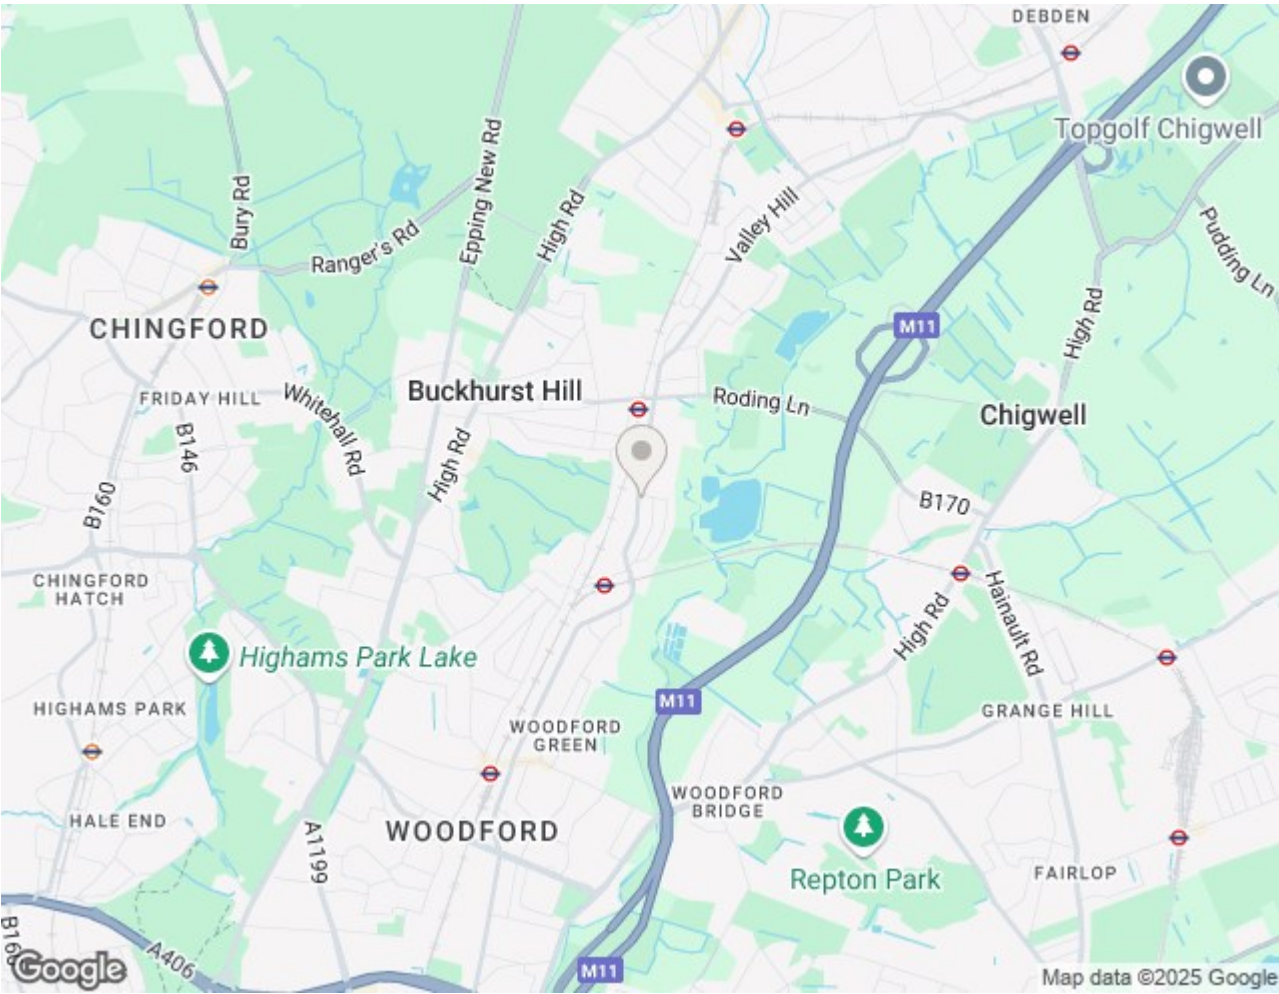 DEBDEN
Topgolf Chigwell
Epping New Rd
Bury Rd
High Rd
Valley Hill
Pudding Ln
Ranger's Rd
High Rd
M11
CHINGFORD
FRIDAY HILL
Whitehall Rd
Buckhurst Hill
Roding Ln
Chigwell
B146
High Rd
B160
B170
CHINGFORD
HATCH
Hainault Rd
High Rd
Highams Park Lake
HIGHAMS PARK
M11
GRANGE HILL
WOODFORD
GREEN
WOODFORD
BRIDGE
HALE END
WOODFORD
A1199
Repton Park
FAIRLOP
A406
M11
Google
Map data ©2025 Google